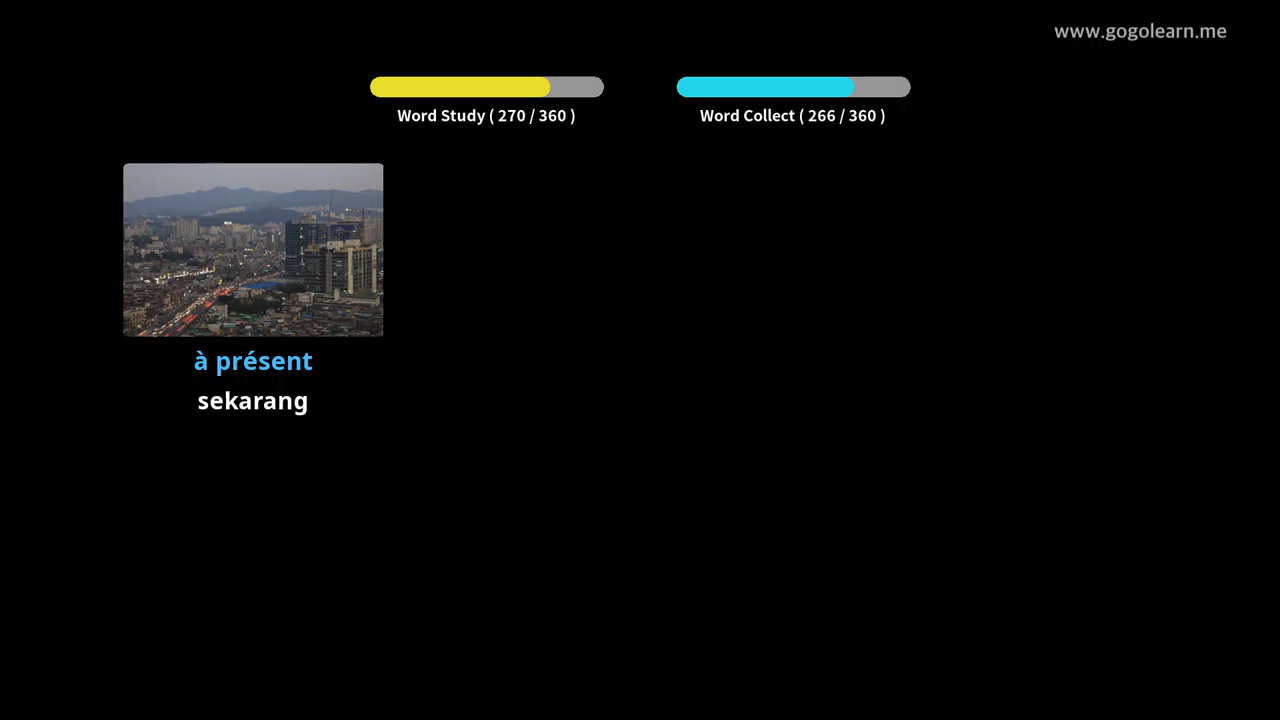 www.gogolearn.me
Word Study ( 270 / 360 )
Word Collect ( 266 / 360 )
à présent
sekarang